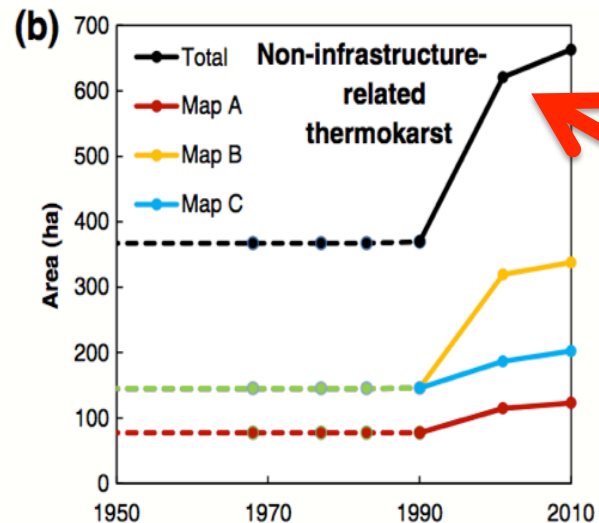 (b)
700
600
500
400
300
200
100
0
Area (ha)
Total
Map A
Map B
Map C
Non-infrastructure-
related
thermokarst
1950
1970
1990
2010